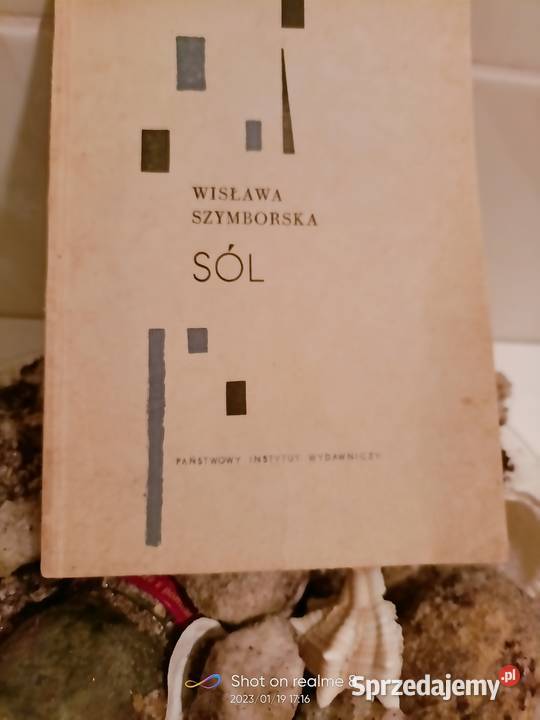 WISŁAWA
SZYMBORSKA
SÓL
PAŃSTWOWY INSTYTUT WYDAWNICZY
Shot on realme 8
2023/01/19 17:16
Sprzedajemy.pl